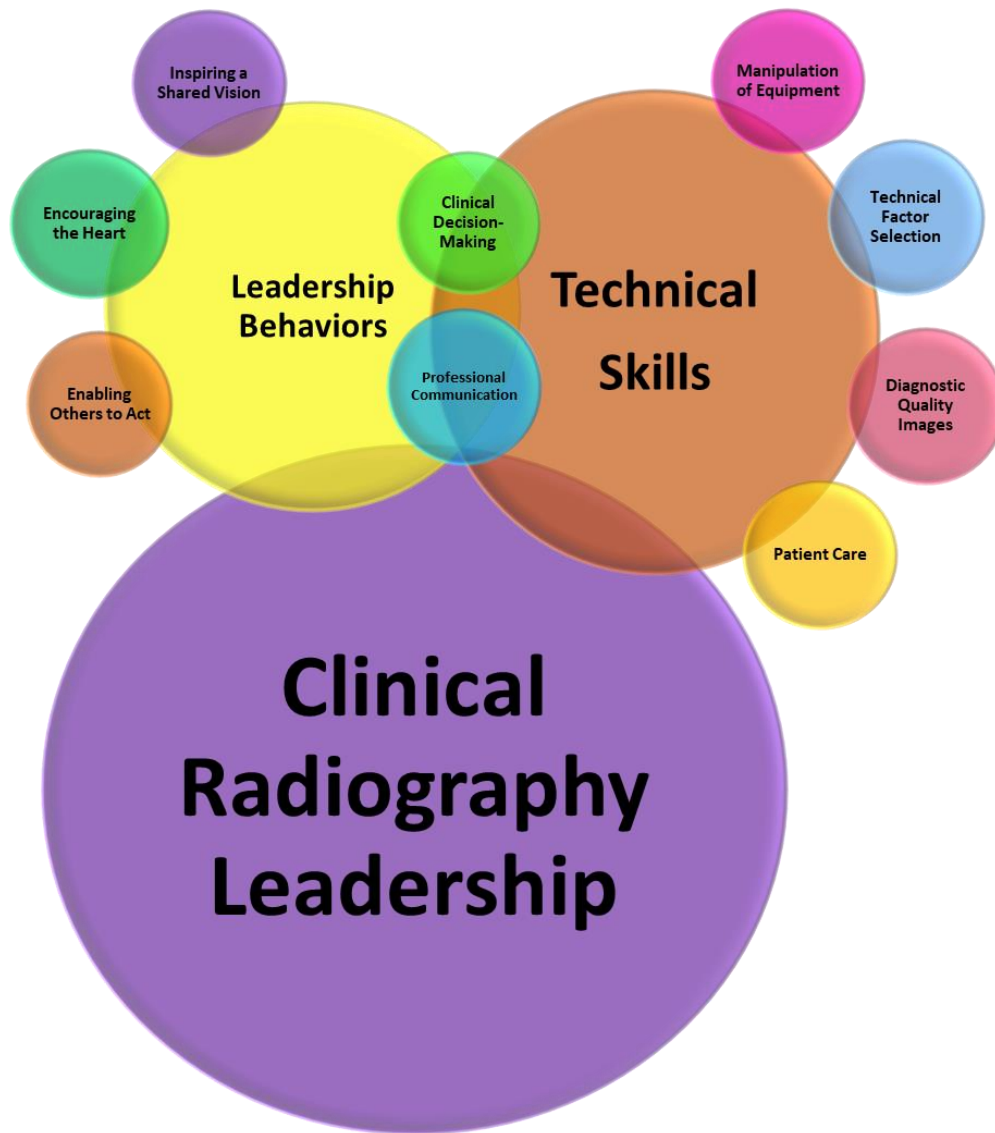 Inspiring a
Shared Vision
Manipulation
of Equipment
Encouraging
the Heart
Clinical
Decision-
Making
Technical
Factor
Selection
Leadership
Behaviors
Technical
Skills
Enabling
Others to Act
Professional
Communication
Diagnostic
Quality
Images
Patient Care
Clinical
Radiography
Leadership